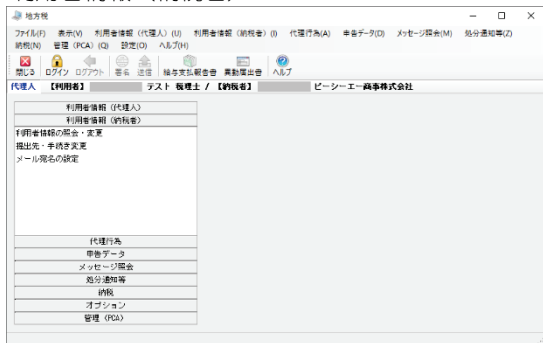 地方税
ファイル(F) 表示(V) 利用者情報（代理人）(U) 利用者情報（納税者）(I) 代理行為(A) 申告データ(D) メッセージ照会(M) 処分通知等(Z)
納税(N) 管理（PCA）(Q) 設定(O) ヘルプ(H)
閉じる ログイン ログアウト 署名 送信 給与支払報告書 異動届出書 ヘルプ
代理人 【利用者】 テスト 税理士 / 【納税者】 ピーシーエー商事株式会社
利用者情報（代理人）
利用者情報（納税者）
利用者情報の照会・変更
提出先・手続き変更
メール宛名の設定
代理行為
申告データ
メッセージ照会
処分通知等
納税
オプション
管理（PCA）